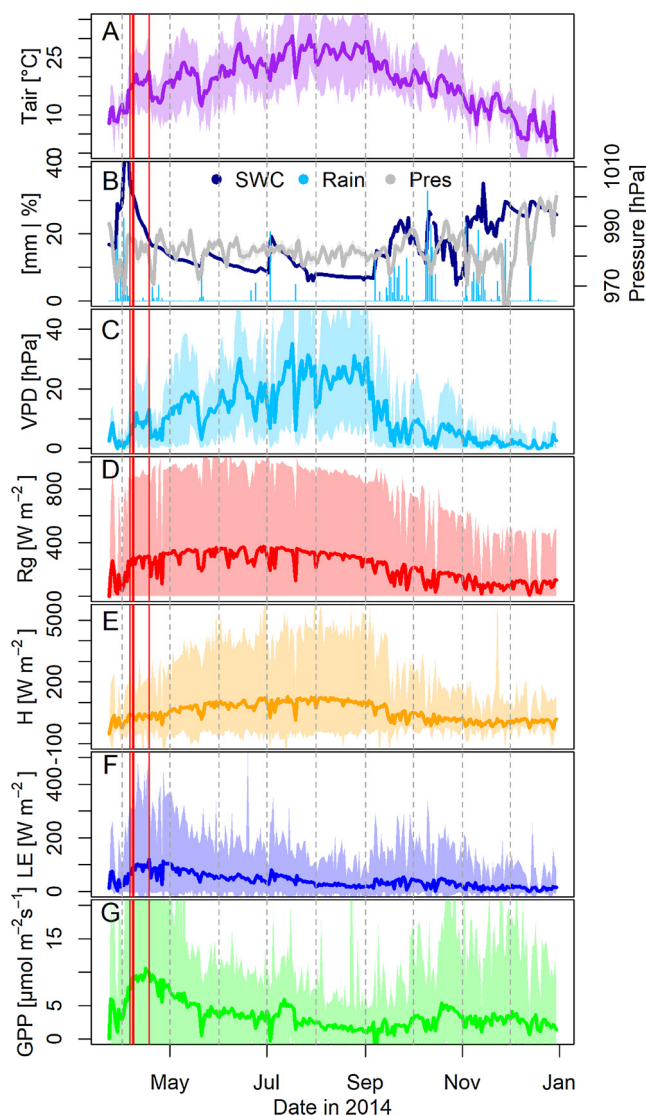 A
Tair [°C]
25
10
0
B
SWC
Rain
Pres
[mm | %]
40
20
0
Pressure [hPa]
1010
990
970
C
VPD [hPa]
40
20
0
D
Rg [W m−2]
800
400
0
E
H [W m−2]
500
200
-100
F
LE [W m−2]
400
200
0
G
GPP [µmol m−2s−1]
15
10
5
0
May Jul Sep Nov Jan
Date in 2014